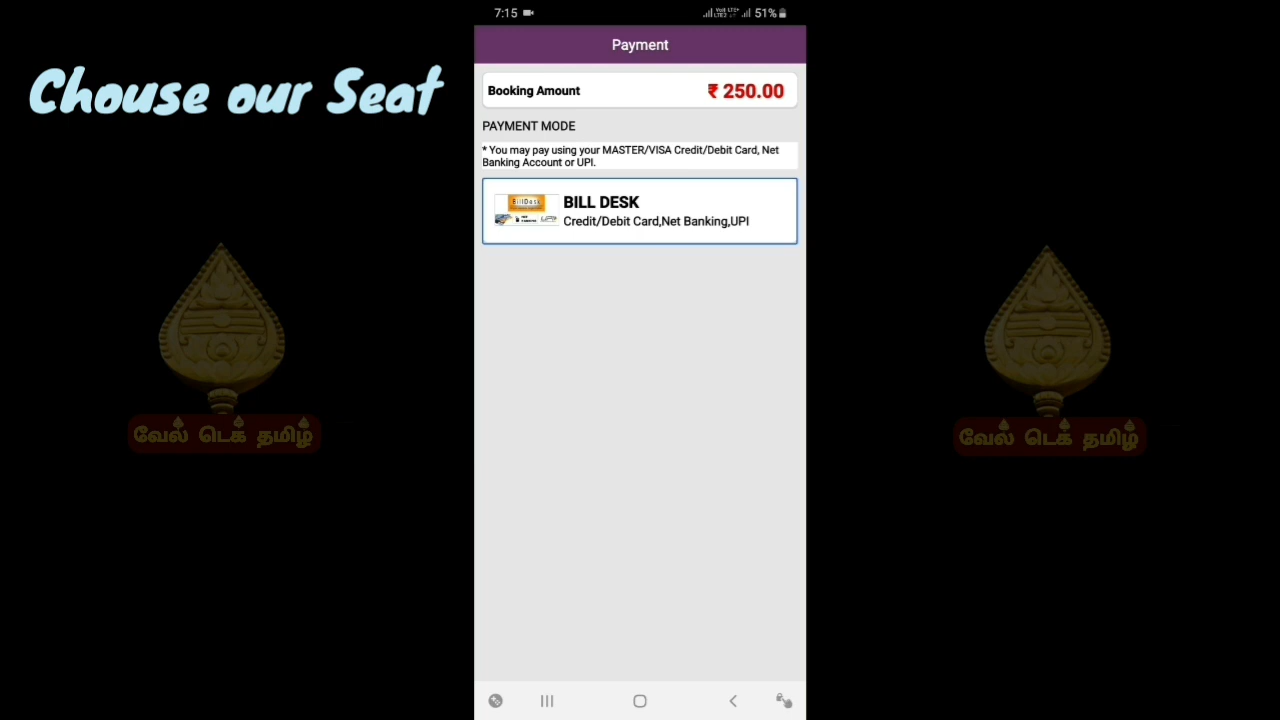 Chouse our Seat
7:15
51%
Payment
Booking Amount ₹ 250.00
PAYMENT MODE
* You may pay using your MASTER/VISA Credit/Debit Card, Net
Banking Account or UPI.
BillDesk
BILL DESK
Credit/Debit Card,Net Banking,UPI
வேல் டெக் தமிழ்
வேல் டெக் தமிழ்